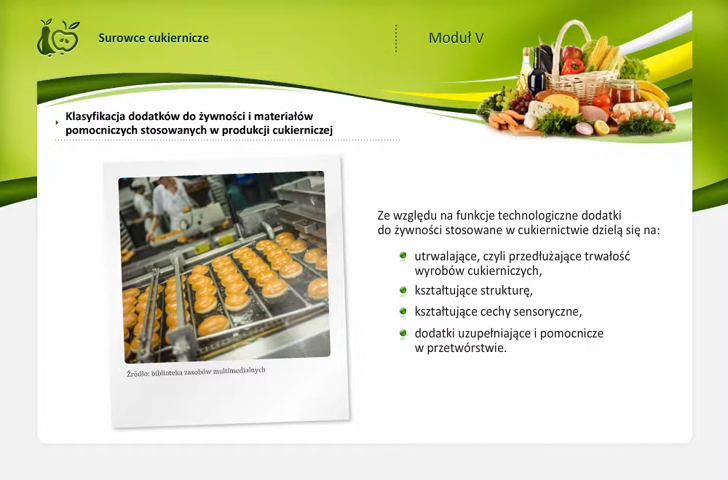 Surowce cukiernicze
Moduł V
Klasyfikacja dodatków do żywności i materiałów
pomocniczych stosowanych w produkcji cukierniczej
Ze względu na funkcje technologiczne dodatki
do żywności stosowane w cukiernictwie dzielą się na:
utrwalające, czyli przedłużające trwałość
wyrobów cukierniczych,
kształtujące strukturę,
kształtujące cechy sensoryczne,
dodatki uzupełniające i pomocnicze
w przetwórstwie.
Źródło: biblioteka zasobów multimedialnych